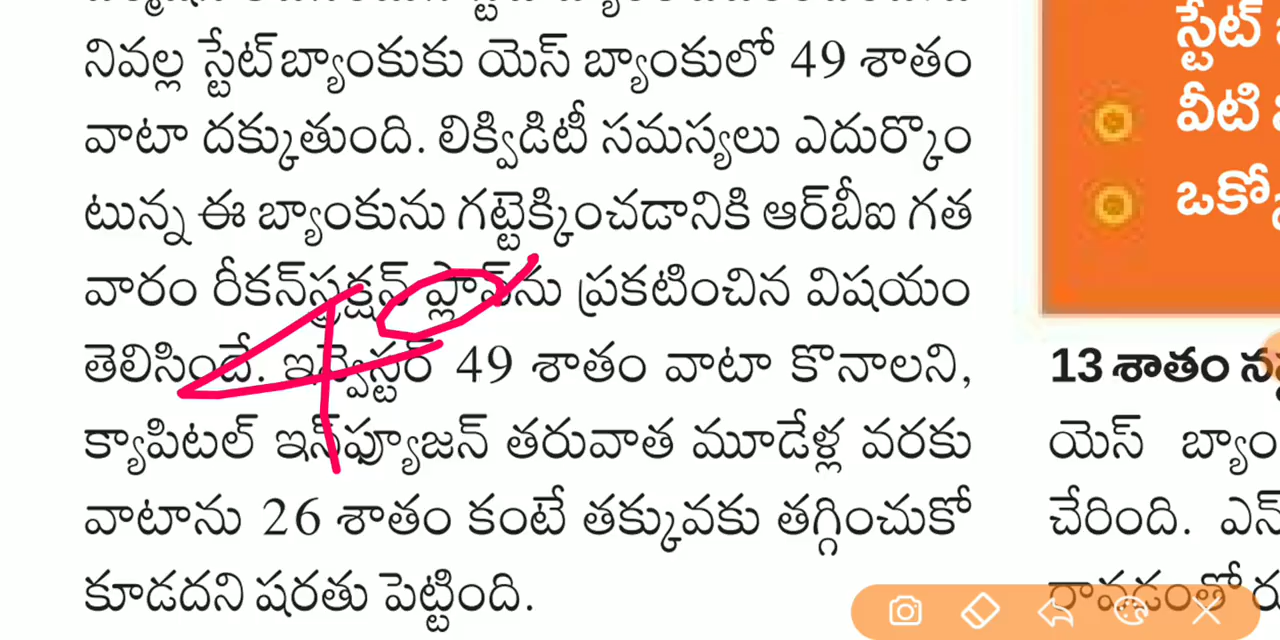 నివల్ల స్టేట్‌బ్యాంకుకు యెస్ బ్యాంకులో 49 శాతం
వాటా దక్కుతుంది. లిక్విడిటీ సమస్యలు ఎదుర్కొం
టున్న ఈ బ్యాంకును గట్టెక్కించడానికి ఆర్‌బీఐ గత
వారం రీకన్‌స్ట్రక్షన్ ప్లాన్‌ను ప్రకటించిన విషయం
తెలిసిందే. ఇన్వెస్టర్ 49 శాతం వాటా కొనాలని,
క్యాపిటల్ ఇన్‌ఫ్యూజన్ తరువాత మూడేళ్ల వరకు
వాటాను 26 శాతం కంటే తక్కువకు తగ్గించుకో
కూడదని షరతు పెట్టింది.
స్టేట్
వీటి
13 శాతం
యెస్
చేరింది.
రావడంతో